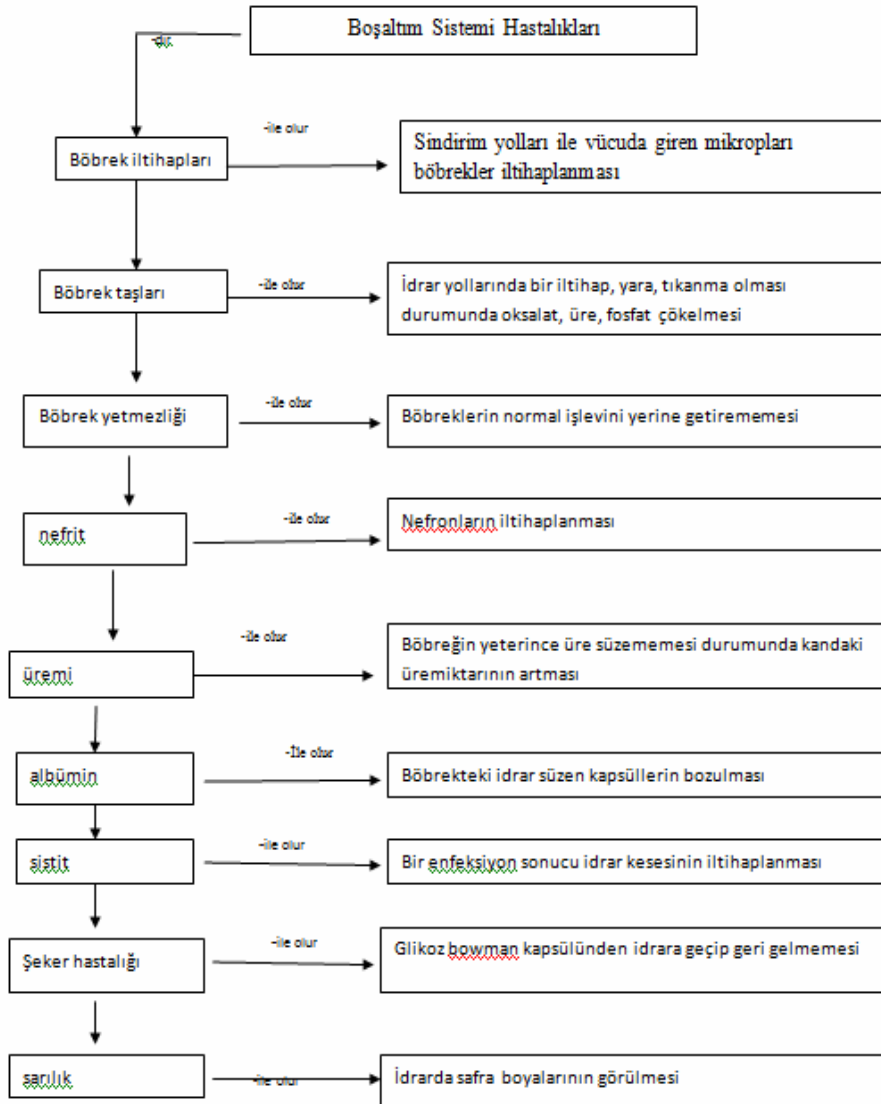 Boşaltım Sistemi Hastalıkları
-dır.
-ile olur
Böbrek iltihapları
Sindirim yolları ile vücuda giren mikropları
böbrekler iltihaplanması
Böbrek taşları
-ile olur
İdrar yollarında bir iltihap, yara, tıkanma olması
durumunda oksalat, üre, fosfat çökelmesi
Böbrek yetmezliği
-ile olur
Böbreklerin normal işlevini yerine getirememesi
nefrit
-ile olur
Nefronların iltihaplanması
üremi
-ile olur
Böbreğin yeterince üre süzememesi durumunda kandaki
üremiktarının artması
albümin
-İle olur
Böbrekteki idrar süzen kapsüllerin bozulması
sistit
-ile olur
Bir enfeksiyon sonucu idrar kesesinin iltihaplanması
Şeker hastalığı
-ile olur
Glikoz bowman kapsülünden idrara geçip geri gelmemesi
sarılık
-ile olur
İdrarda safra boyalarının görülmesi